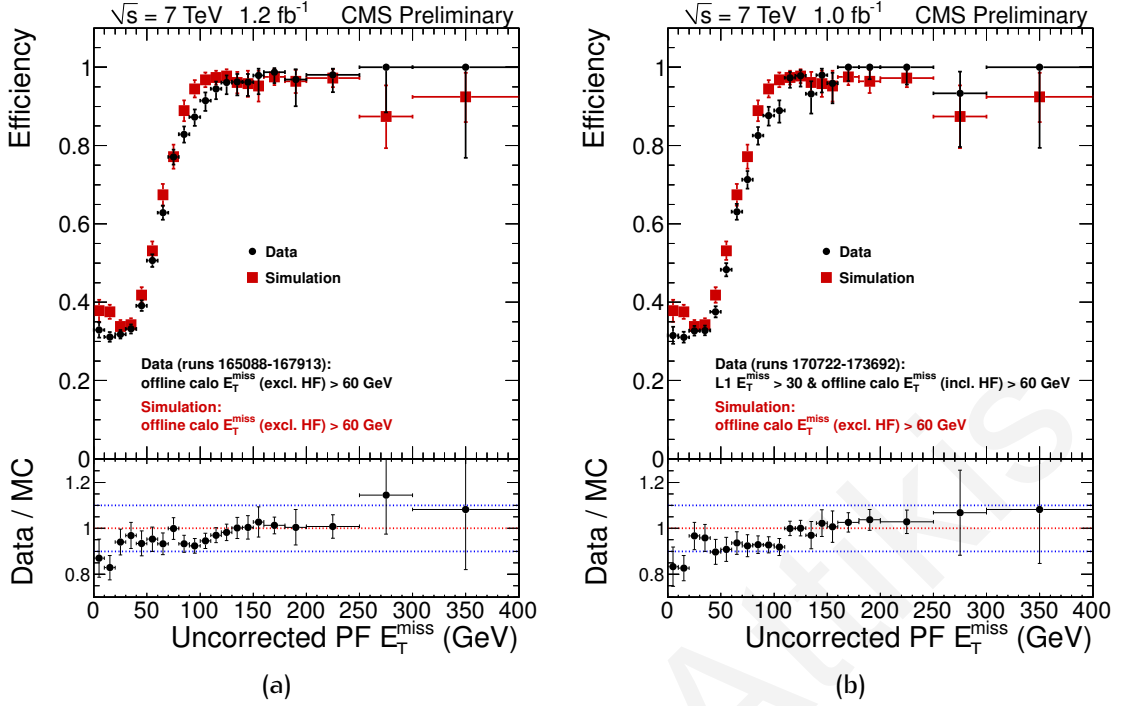 √s = 7 TeV 1.2 fb⁻¹ CMS Preliminary
Efficiency
1
0.8
0.6
0.4
0.2
0
Data
Simulation
Data (runs 165088-167913):
offline calo E_T^miss (excl. HF) > 60 GeV
Simulation:
offline calo E_T^miss (excl. HF) > 60 GeV
Data / MC
1.2
1
0.8
0 50 100 150 200 250 300 350 400
Uncorrected PF E_T^miss (GeV)
(a)
√s = 7 TeV 1.0 fb⁻¹ CMS Preliminary
Efficiency
1
0.8
0.6
0.4
0.2
0
Data
Simulation
Data (runs 170722-173692):
L1 E_T^miss > 30 & offline calo E_T^miss (incl. HF) > 60 GeV
Simulation:
offline calo E_T^miss (excl. HF) > 60 GeV
Data / MC
1.2
1
0.8
0 50 100 150 200 250 300 350 400
Uncorrected PF E_T^miss (GeV)
(b)
Attikis